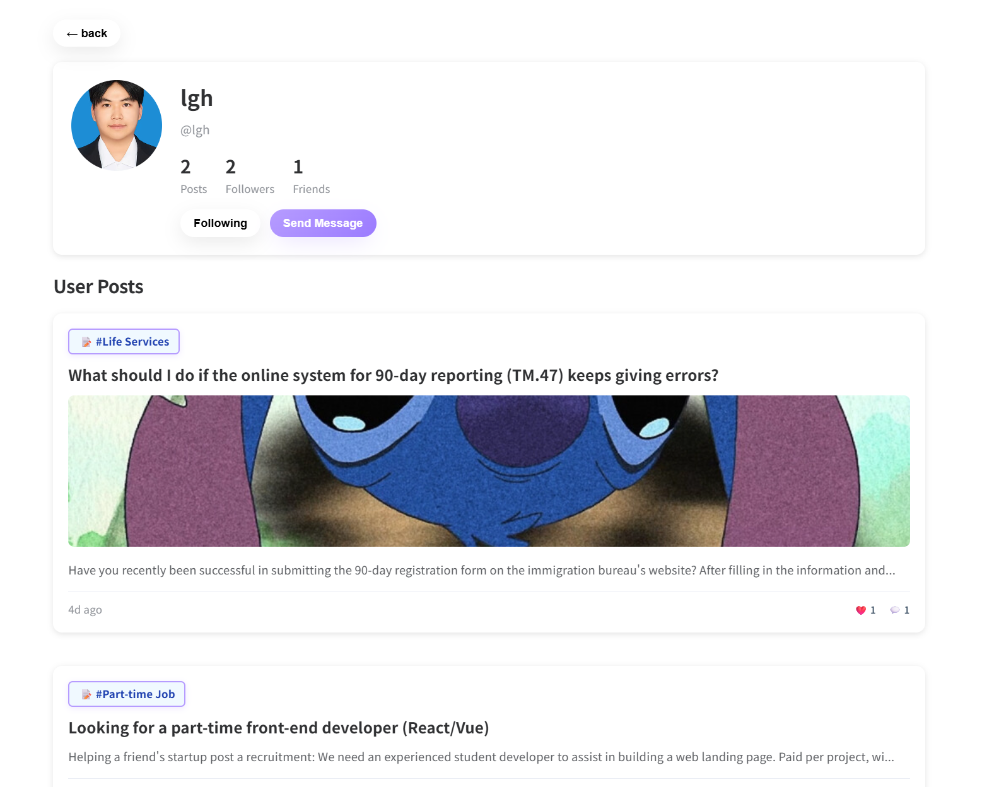 ← back
lgh
@lgh
2 2 1
Posts Followers Friends
Following Send Message
User Posts
#Life Services
What should I do if the online system for 90-day reporting (TM.47) keeps giving errors?
Have you recently been successful in submitting the 90-day registration form on the immigration bureau's website? After filling in the information and...
4d ago 1 1
#Part-time Job
Looking for a part-time front-end developer (React/Vue)
Helping a friend's startup post a recruitment: We need an experienced student developer to assist in building a web landing page. Paid per project, wi...